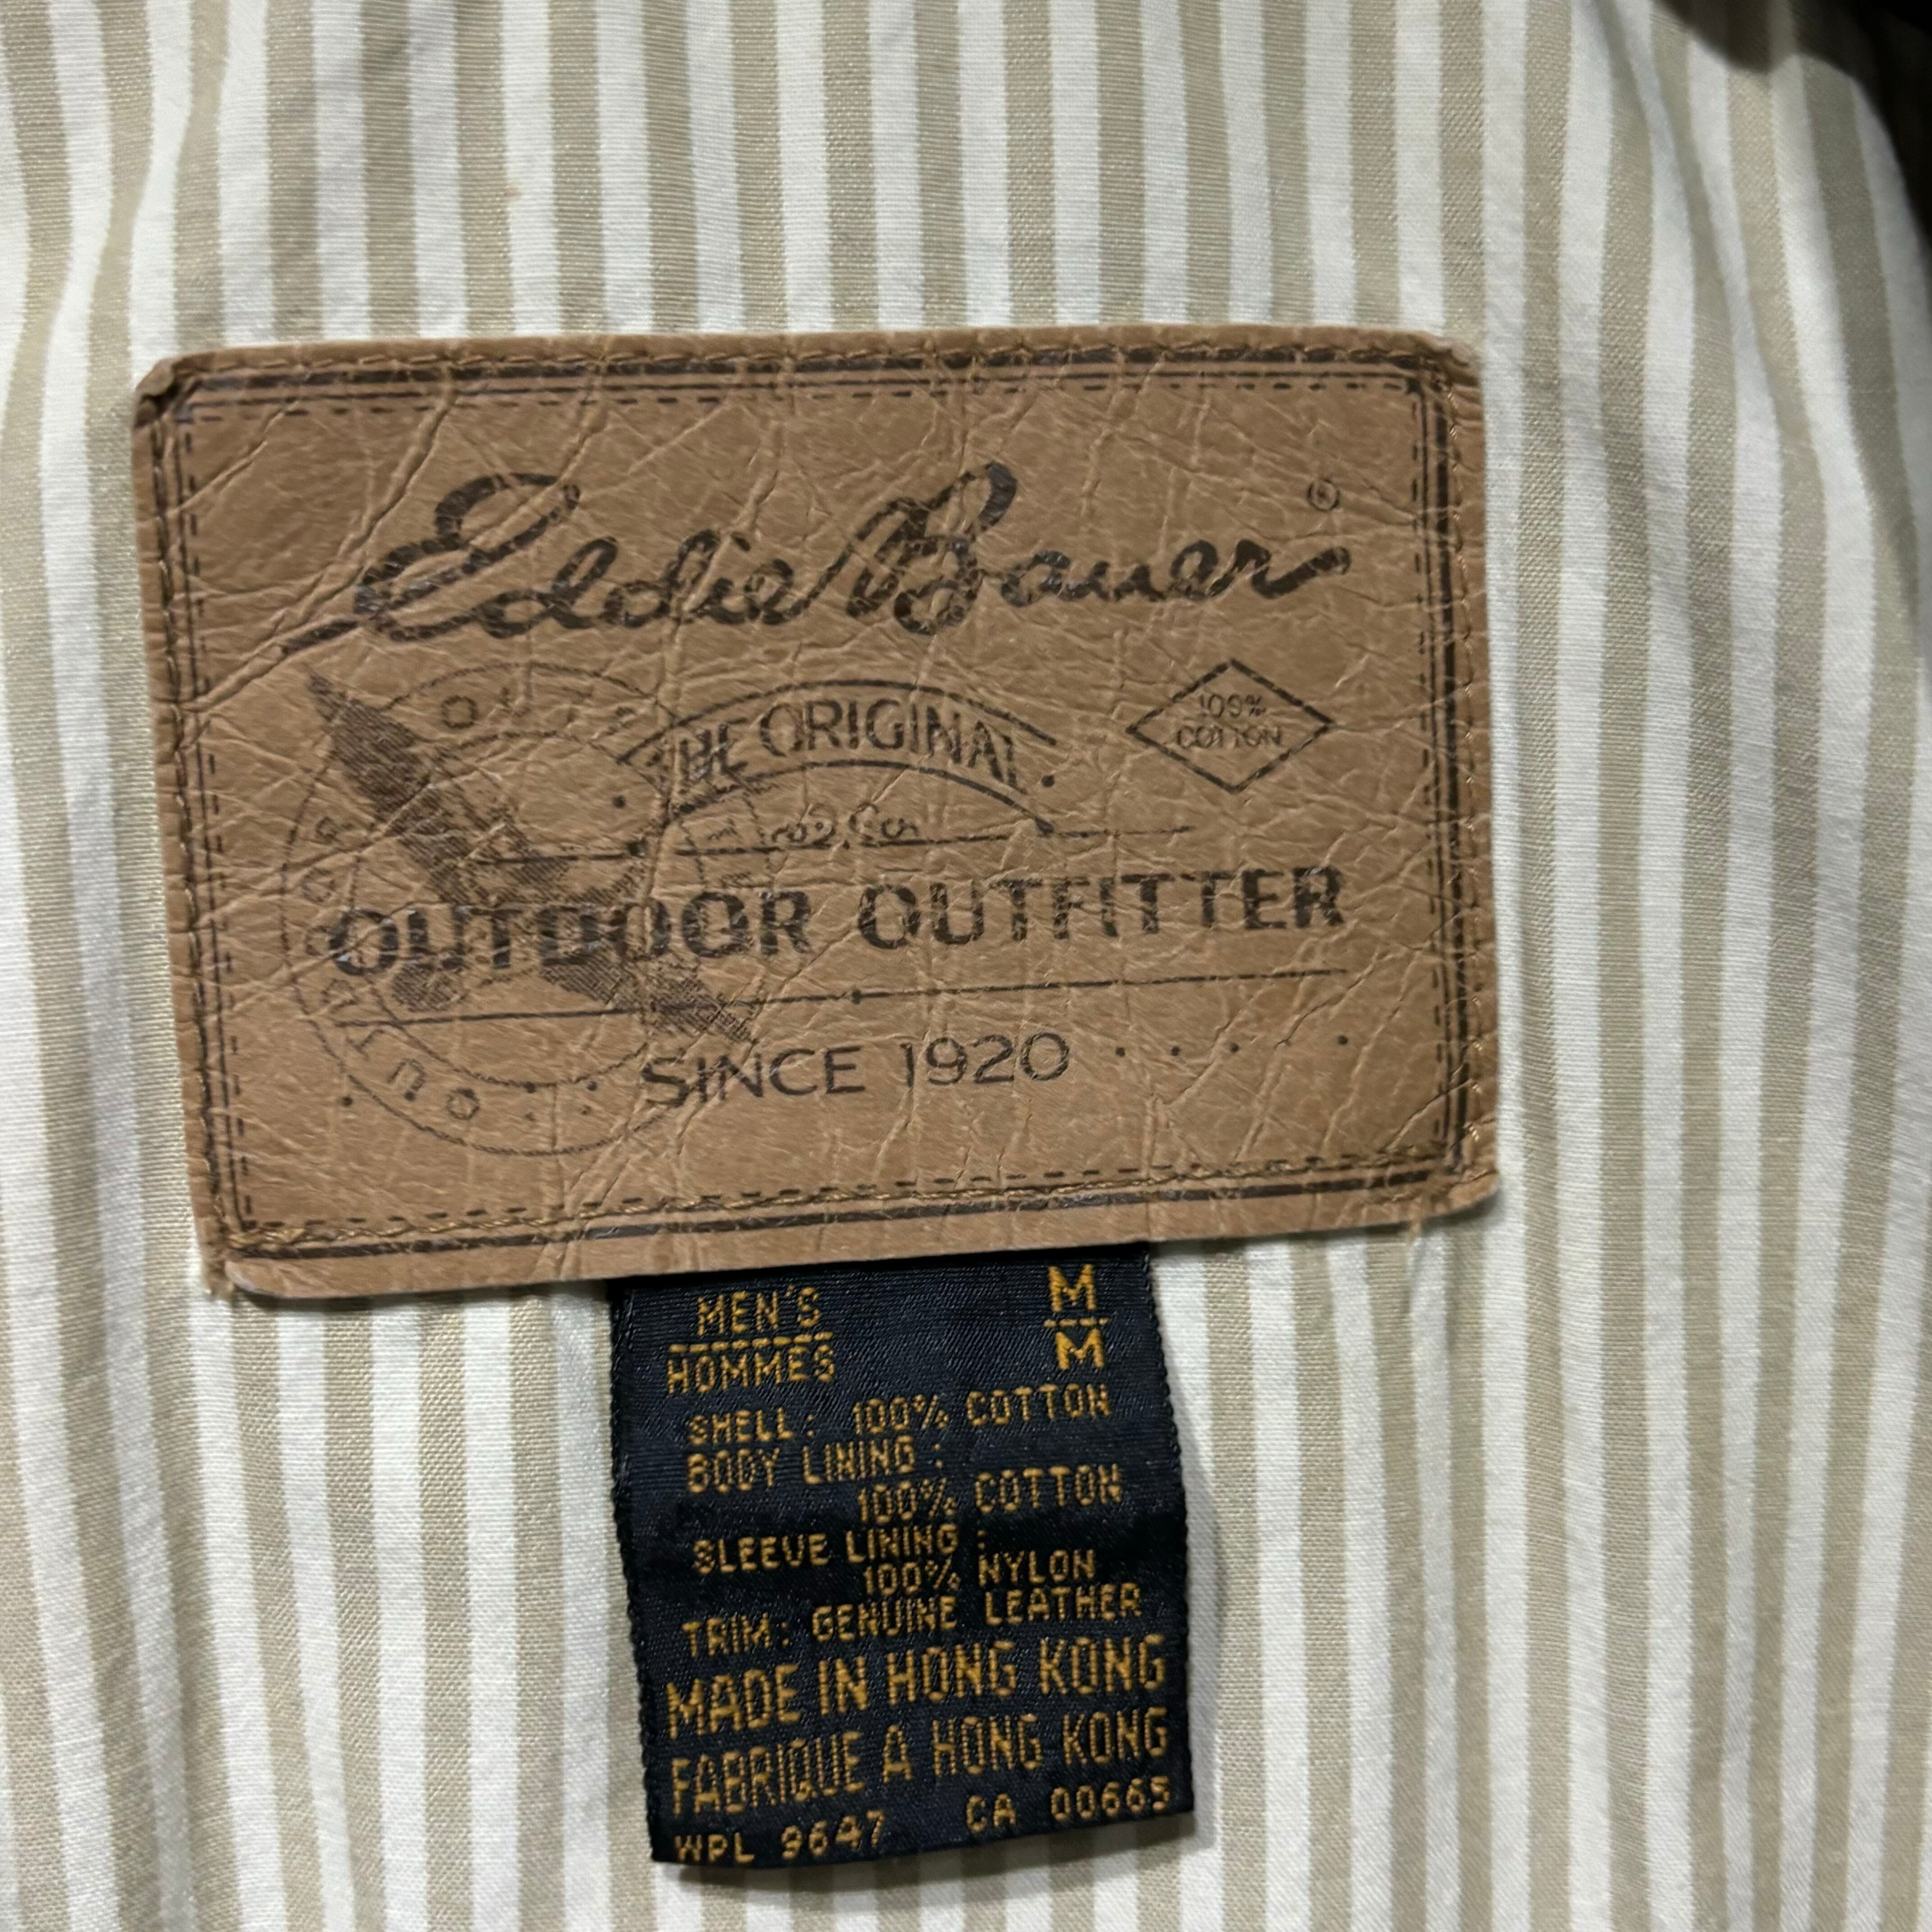 Eddie Bauer ®
THE ORIGINAL
100%
COTTON
OUTDOOR OUTFITTER
SINCE 1920
MEN'S M
HOMMES M
SHELL: 100% COTTON
BODY LINING :
100% COTTON
SLEEVE LINING :
100% NYLON
TRIM: GENUINE LEATHER
MADE IN HONG KONG
FABRIQUE A HONG KONG
WPL 9647 CA 00665